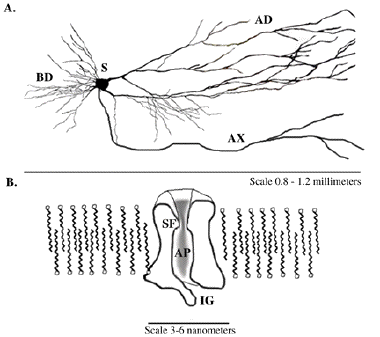 A.
AD
S
BD
AX
Scale 0.8 - 1.2 millimeters
B.
SF
AP
IG
Scale 3-6 nanometers